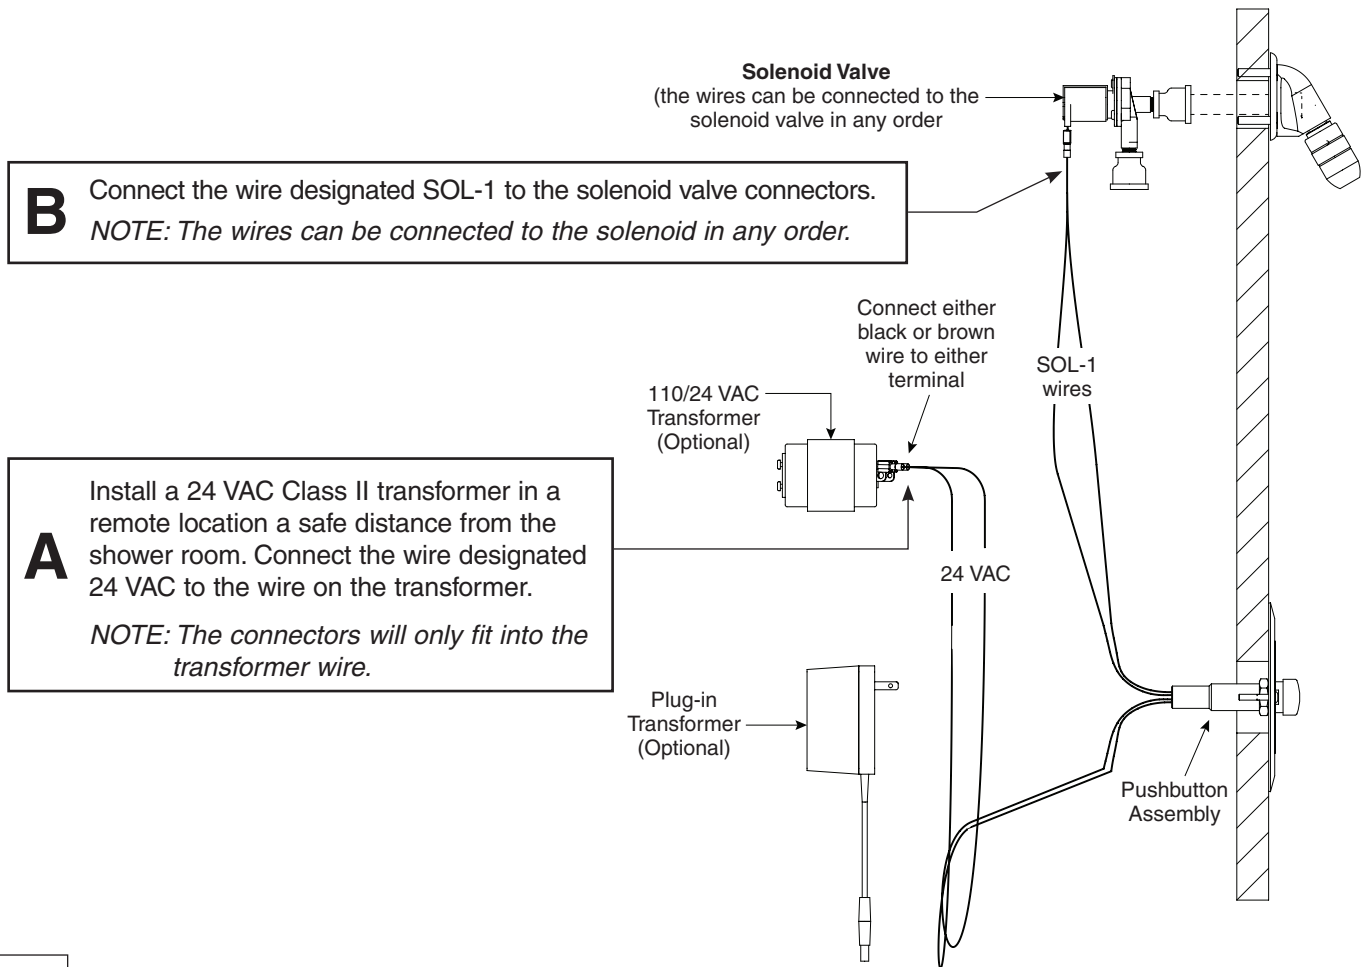 Solenoid Valve
(the wires can be connected to the
solenoid valve in any order
B
Connect the wire designated SOL-1 to the solenoid valve connectors.
NOTE: The wires can be connected to the solenoid in any order.
Connect either
black or brown
wire to either
terminal
SOL-1
wires
110/24 VAC
Transformer
(Optional)
A
Install a 24 VAC Class II transformer in a
remote location a safe distance from the
shower room. Connect the wire designated
24 VAC to the wire on the transformer.
NOTE: The connectors will only fit into the
transformer wire.
24 VAC
Plug-in
Transformer
(Optional)
Pushbutton
Assembly